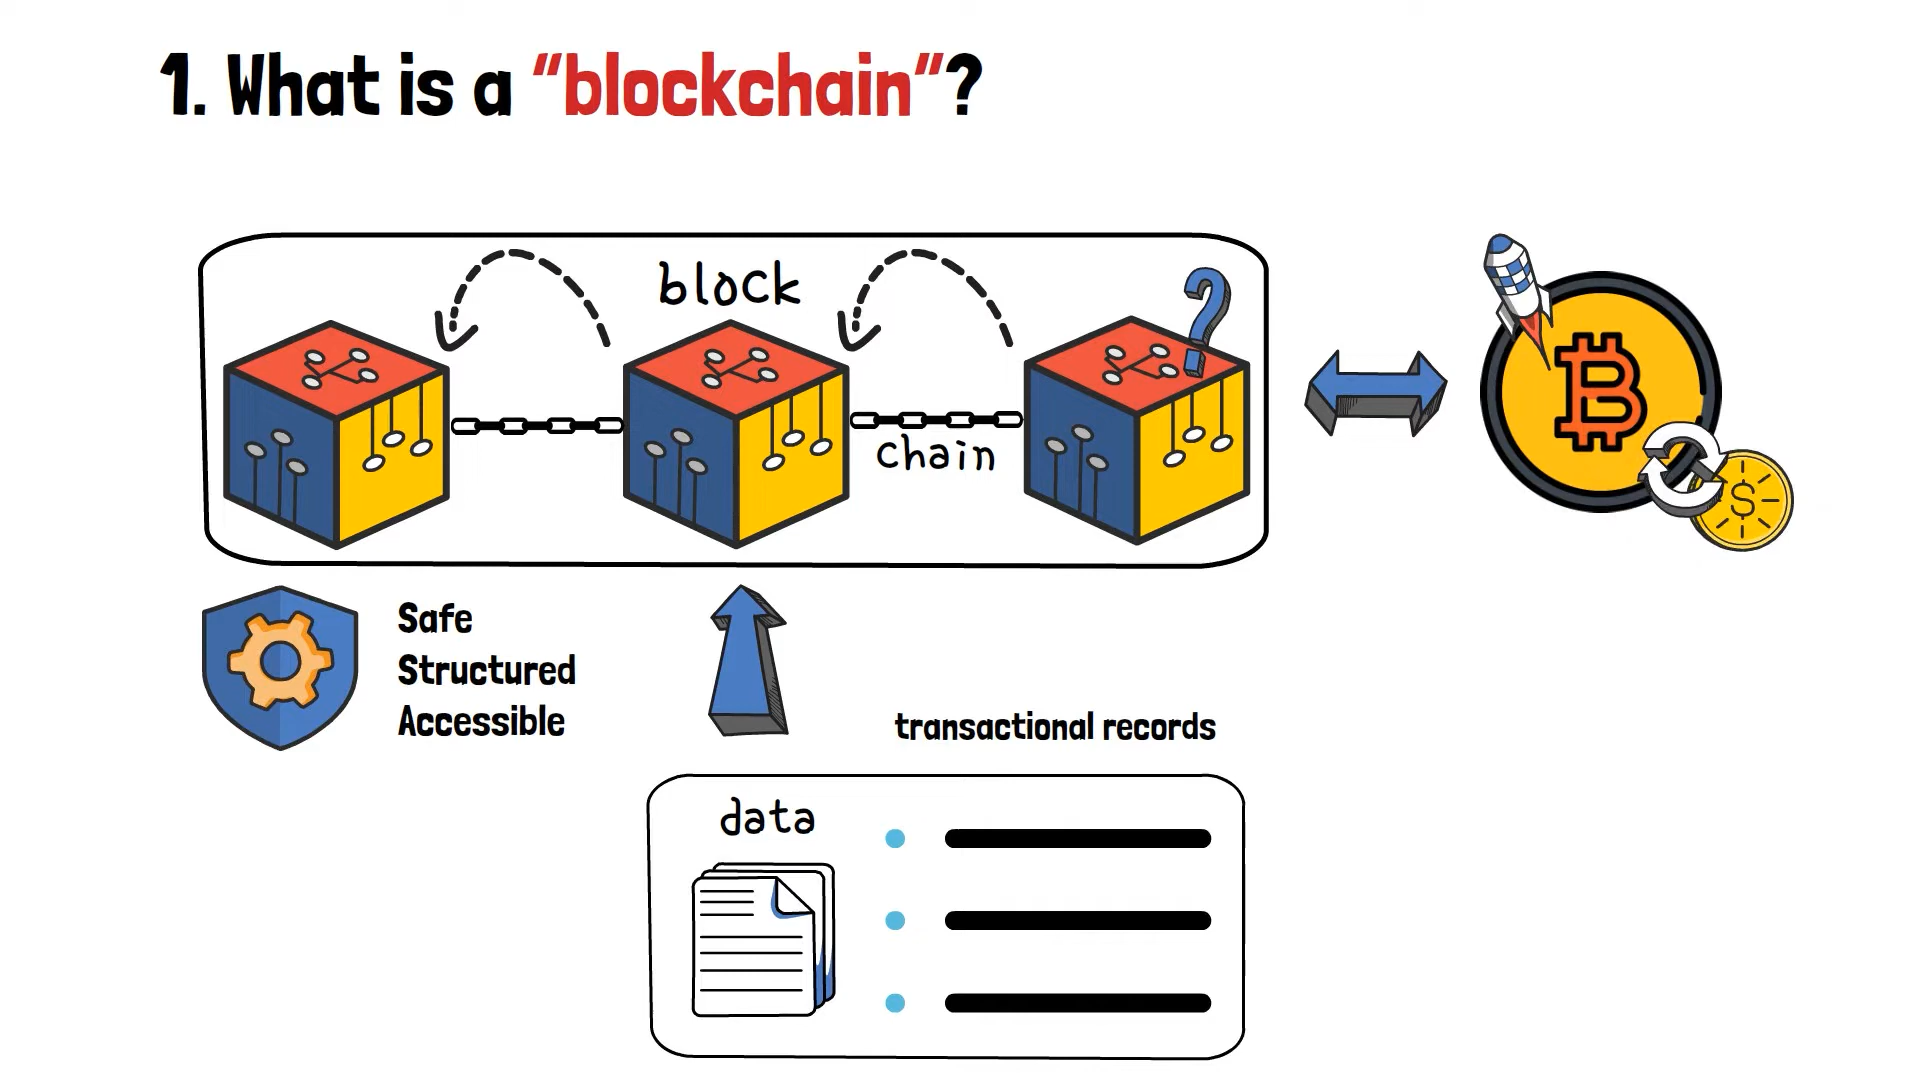 1. What is a “blockchain”?
block
chain
Safe
Structured
Accessible
transactional records
data